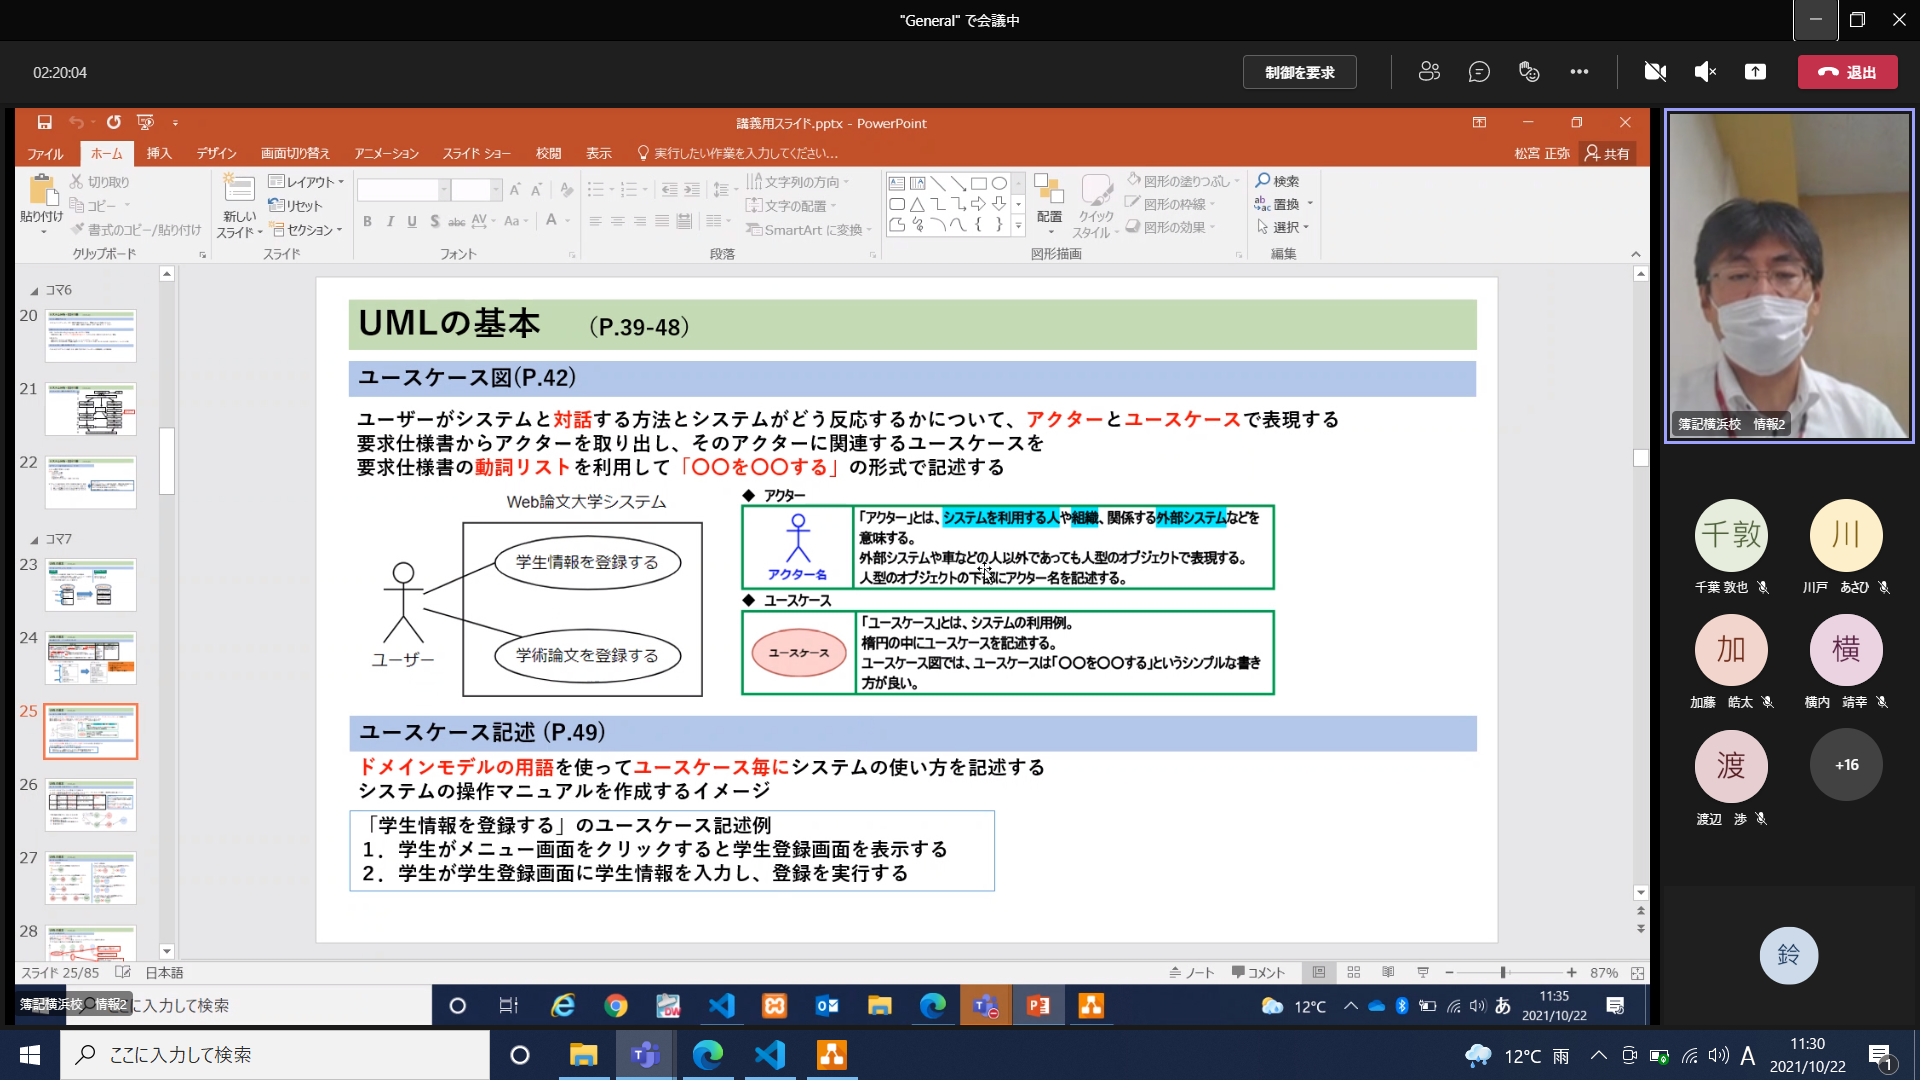 "General" で会議中
02:20:04
制御を要求
退出
講義用スライド.pptx - PowerPoint
ファイル
ホーム
挿入
デザイン
画面切り替え
アニメーション
スライド ショー
校閲
表示
実行したい作業を入力してください...
松宮 正弥
共有
貼り付け
切り取り
コピー
書式のコピー/貼り付け
クリップボード
新しい
スライド
レイアウト
リセット
セクション
スライド
フォント
文字列の方向
文字の配置
SmartArt に変換
段落
配置
クイック
スタイル
図形の塗りつぶし
図形の枠線
図形の効果
図形描画
検索
置換
選択
編集
コマ6
20
21
22
コマ7
23
24
25
26
27
28
UMLの基本 (P.39-48)
ユースケース図(P.42)
ユーザーがシステムと対話する方法とシステムがどう反応するかについて、アクターとユースケースで表現する
要求仕様書からアクターを取り出し、そのアクターに関連するユースケースを
要求仕様書の動詞リストを利用して「〇〇を〇〇する」の形式で記述する
Web論文大学システム
学生情報を登録する
学術論文を登録する
ユーザー
◆ アクター
アクター名
「アクター」とは、システムを利用する人や組織、関係する外部システムなどを
意味する。
外部システムや車などの人以外であっても人型のオブジェクトで表現する。
人型のオブジェクトの下部にアクター名を記述する。
◆ ユースケース
ユースケース
「ユースケース」とは、システムの利用例。
楕円の中にユースケースを記述する。
ユースケース図では、ユースケースは「〇〇を〇〇する」というシンプルな書き
方が良い。
ユースケース記述 (P.49)
ドメインモデルの用語を使ってユースケース毎にシステムの使い方を記述する
システムの操作マニュアルを作成するイメージ
「学生情報を登録する」のユースケース記述例
1．学生がメニュー画面をクリックすると学生登録画面を表示する
2．学生が学生登録画面に学生情報を入力し、登録を実行する
スライド 25/85
日本語
ノート
コメント
87%
簿記横浜校 情報2
千敦
千葉 敦也
川
川戸 あさひ
加
加藤 皓太
横
横内 靖幸
渡
渡辺 渉
+16
鈴
簿記横浜校 情報2
に入力して検索
12°C
あ
11:35
2021/10/22
ここに入力して検索
12°C 雨
A
11:30
2021/10/22
1